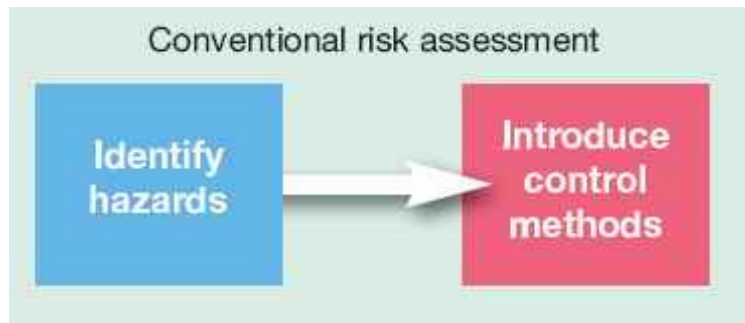 Conventional risk assessment
Identify
hazards
Introduce
control
methods